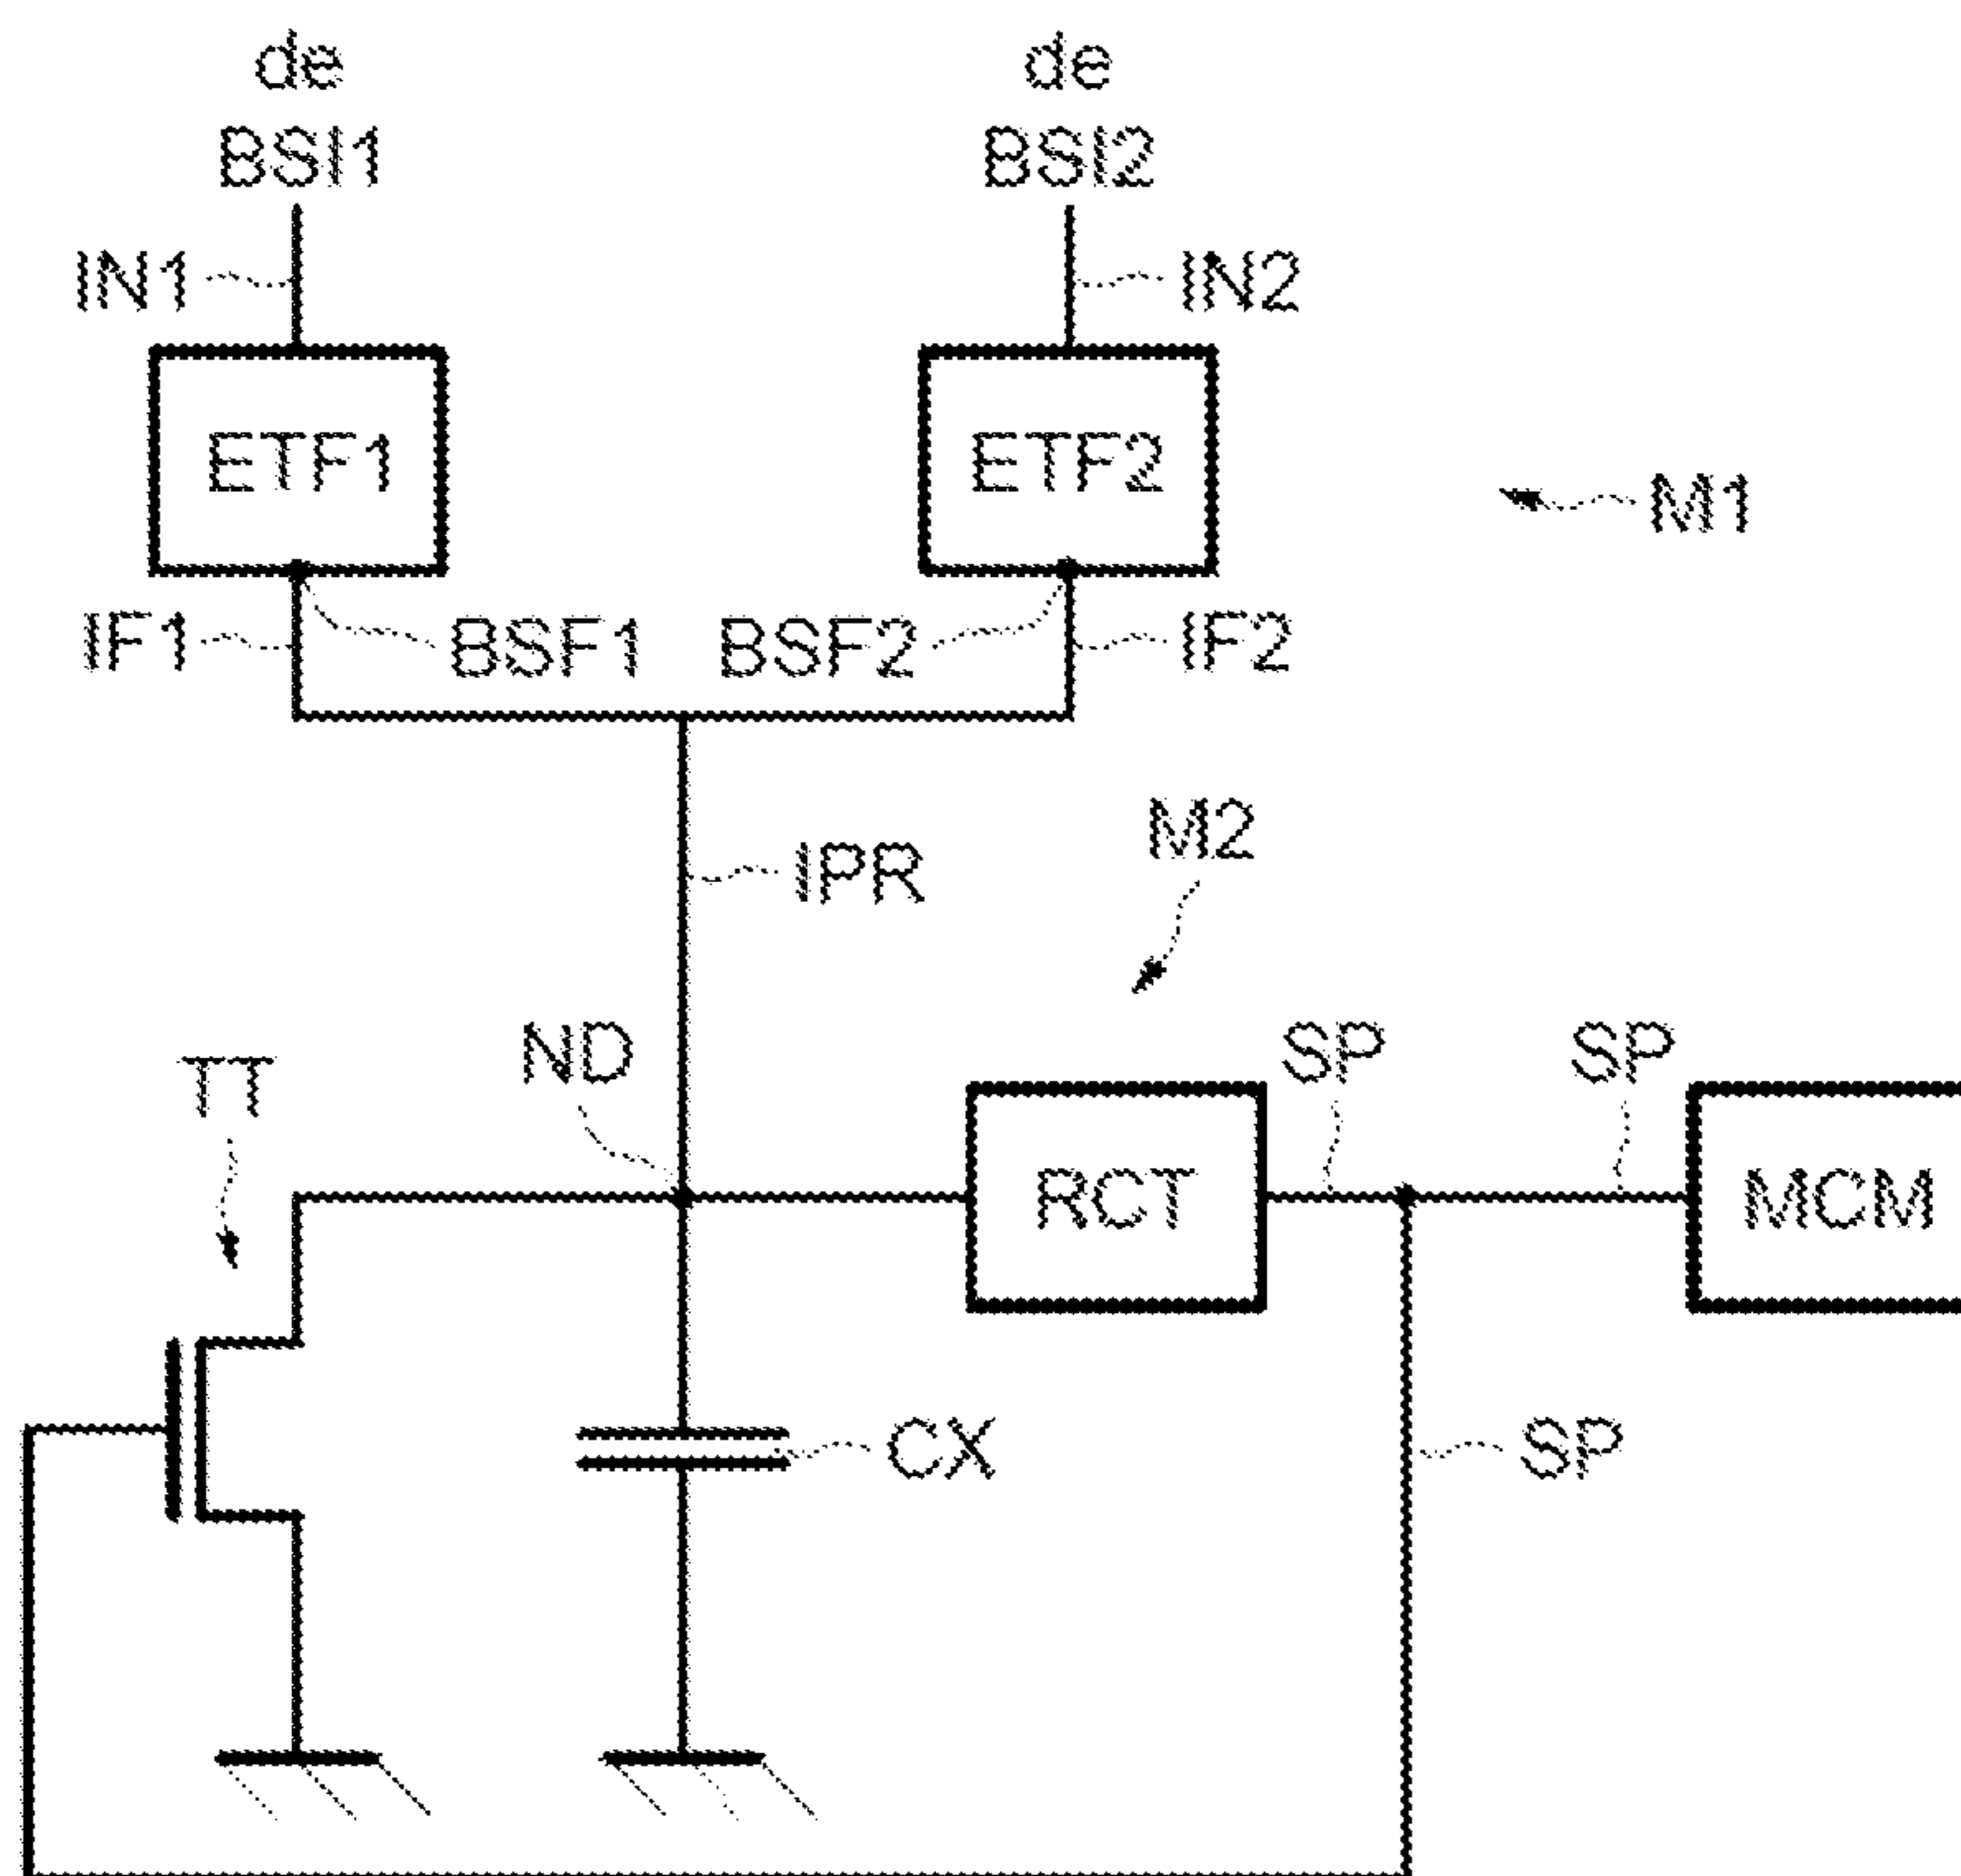 de
BSI1
de
BSI2
IN1
IN2
ETF1
ETF2
M1
IF1
BSF1
BSF2
IF2
M2
IPR
ND
SP
SP
TT
RCT
MCM
CX
SP